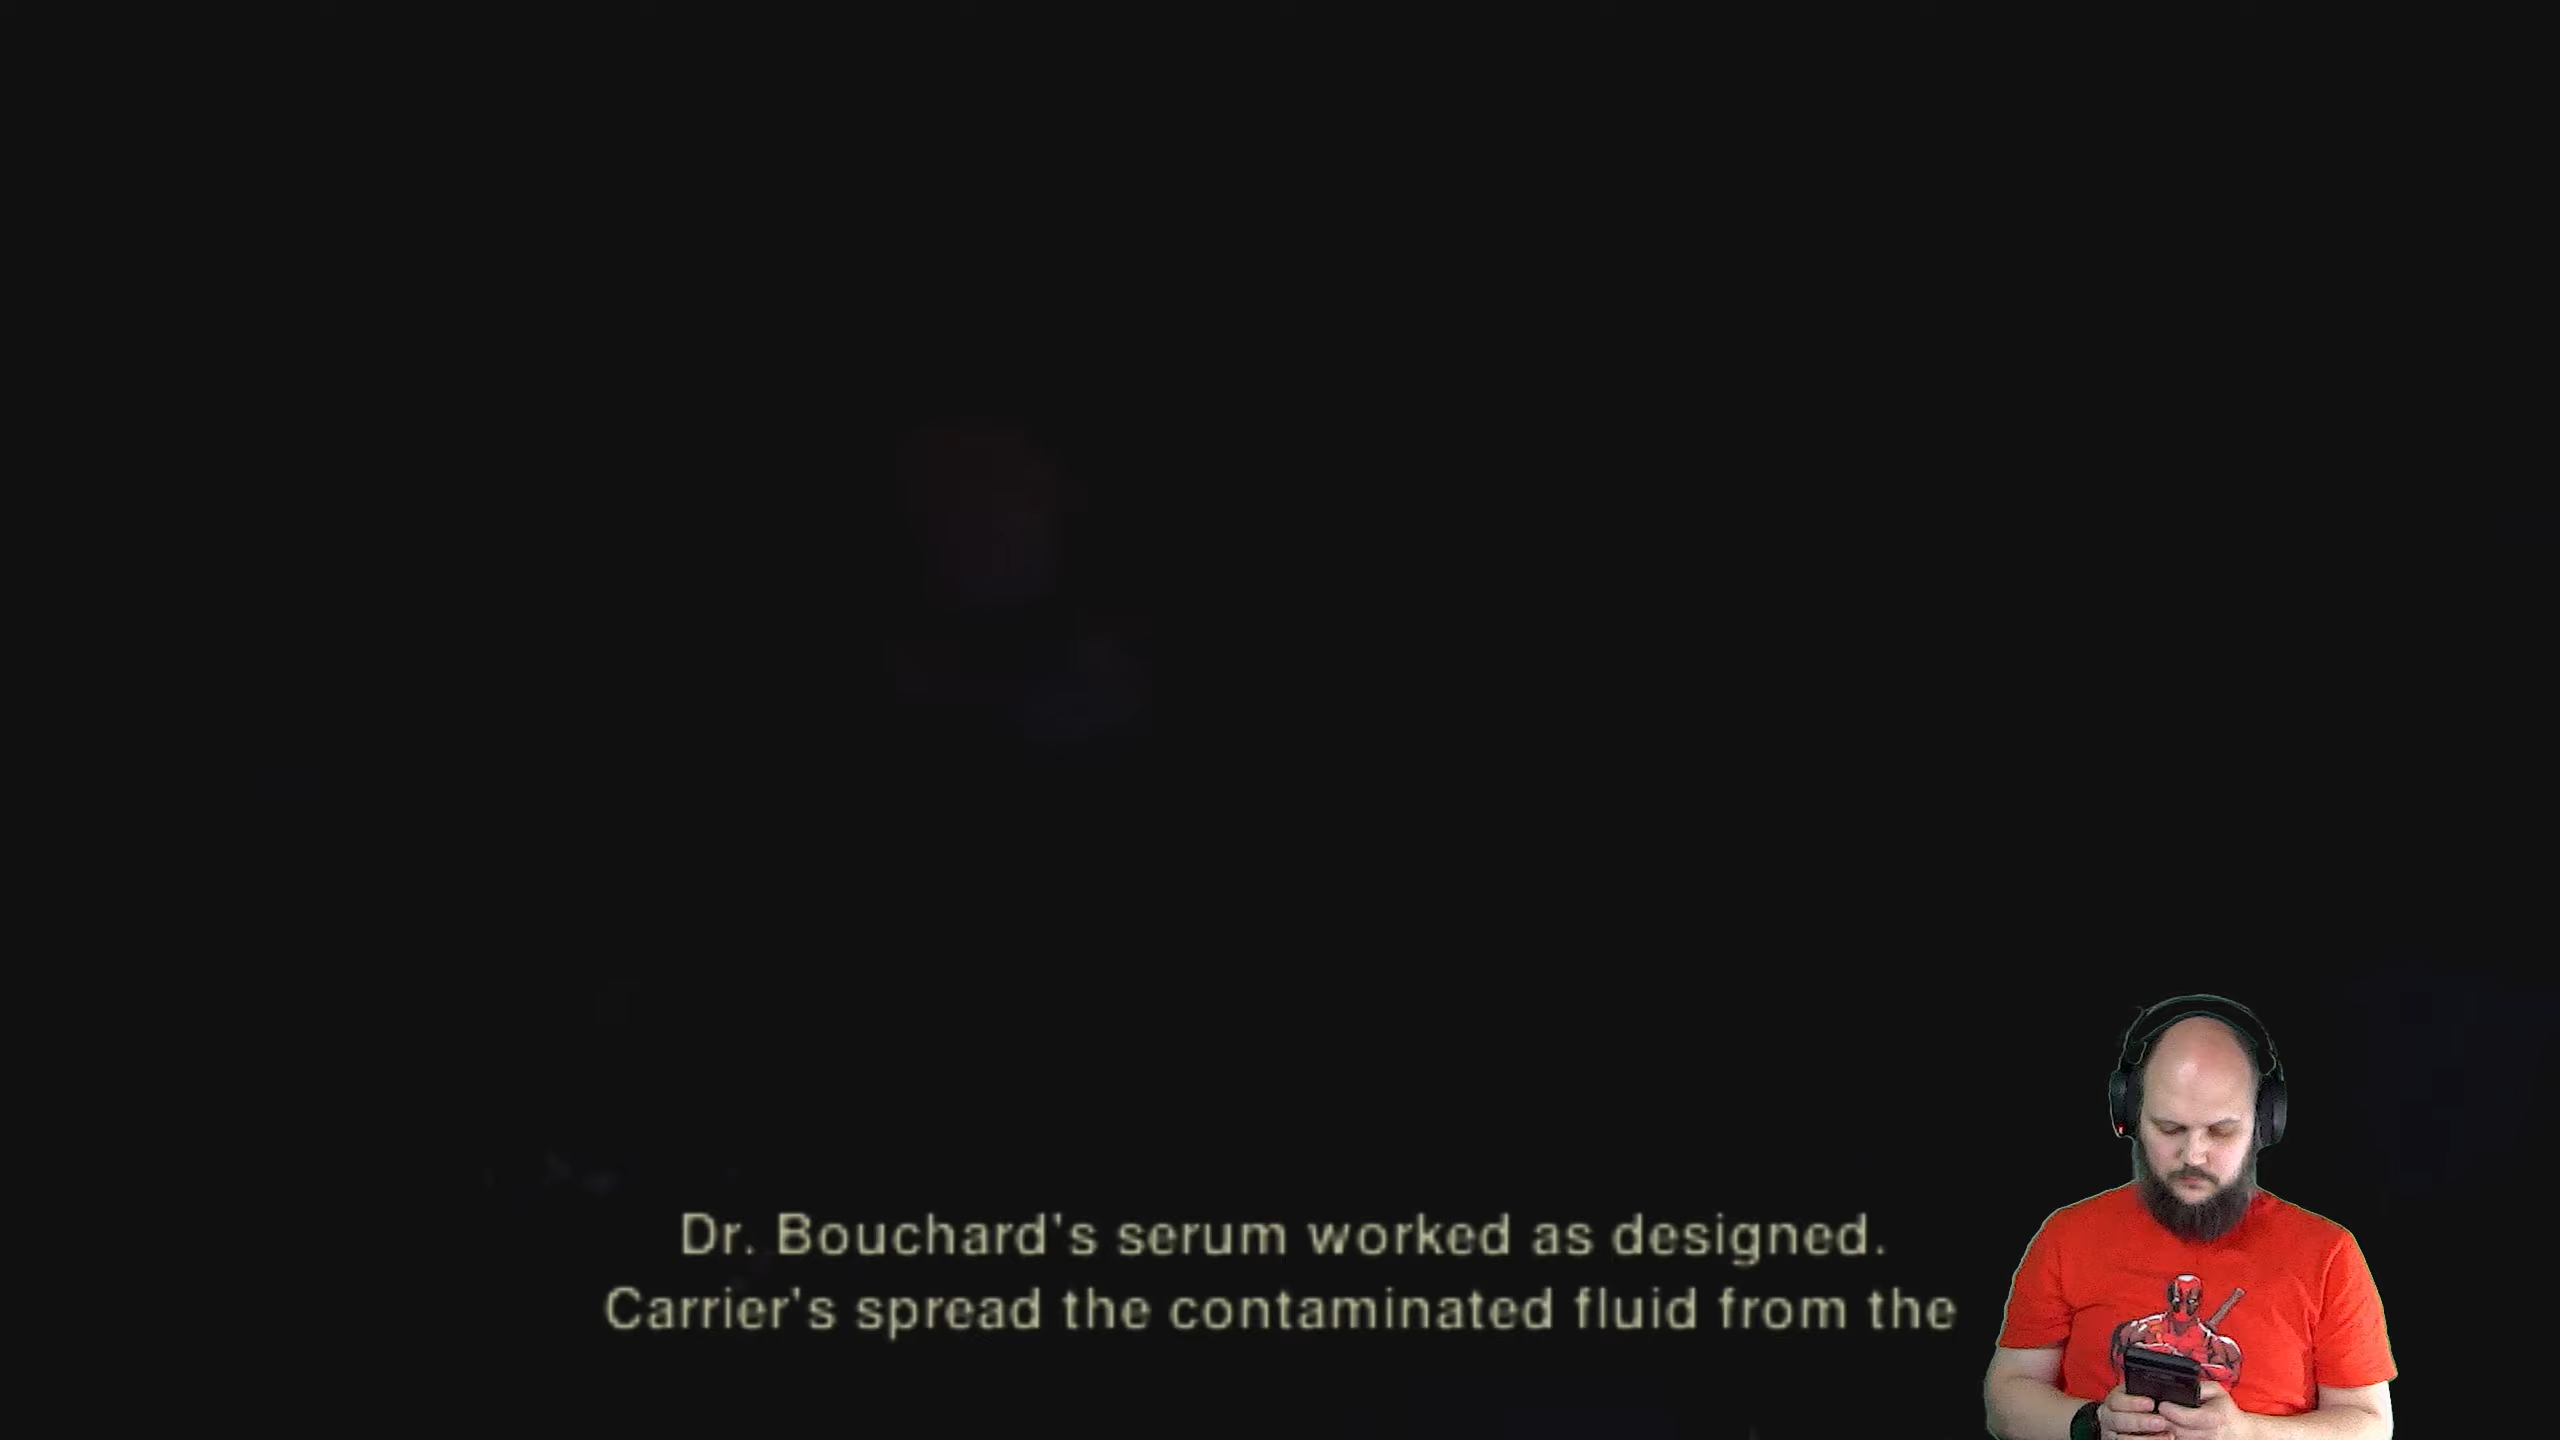 Dr. Bouchard's serum worked as designed.
Carrier's spread the contaminated fluid from the